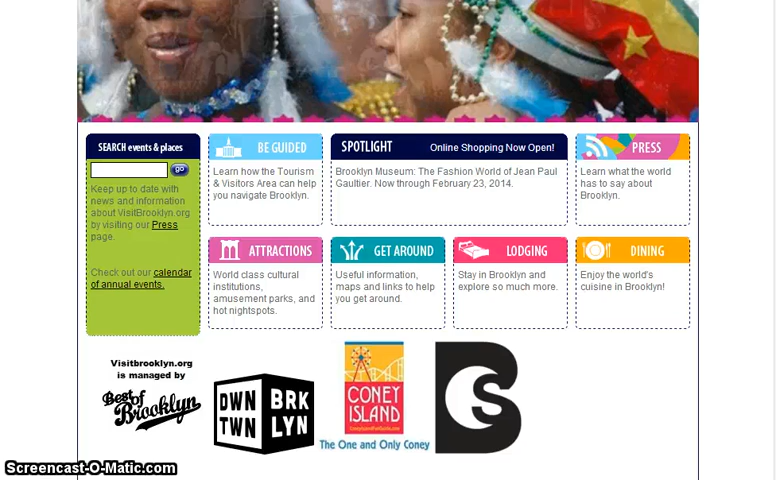 SEARCH events & places
go
Keep up to date with
news and information
about VisitBrooklyn.org
by visiting our Press
page.
Check out our calendar
of annual events.
BE GUIDED
Learn how the Tourism
& Visitors Area can help
you navigate Brooklyn.
SPOTLIGHT
Online Shopping Now Open!
Brooklyn Museum: The Fashion World of Jean Paul
Gaultier. Now through February 23, 2014.
PRESS
Learn what the world
has to say about
Brooklyn.
ATTRACTIONS
World class cultural
institutions,
amusement parks, and
hot nightspots.
GET AROUND
Useful information,
maps and links to help
you get around.
LODGING
Stay in Brooklyn and
explore so much more.
DINING
Enjoy the world's
cuisine in Brooklyn!
Visitbrooklyn.org
is managed by
Best of
Brooklyn
DWN
TWN
BRK
LYN
CONEY
ISLAND
The One and Only Coney
BCS
Screencast-O-Matic.com